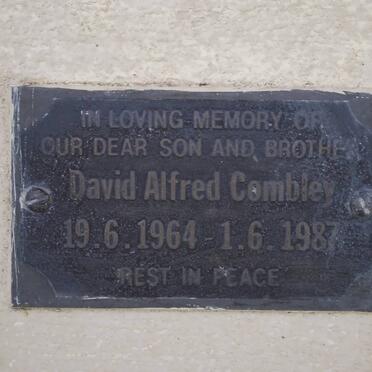 IN LOVING MEMORY OF
OUR DEAR SON AND BROTHE
David Alfred Combley
19.6.1964 - 1.6.1987
REST IN PEACE